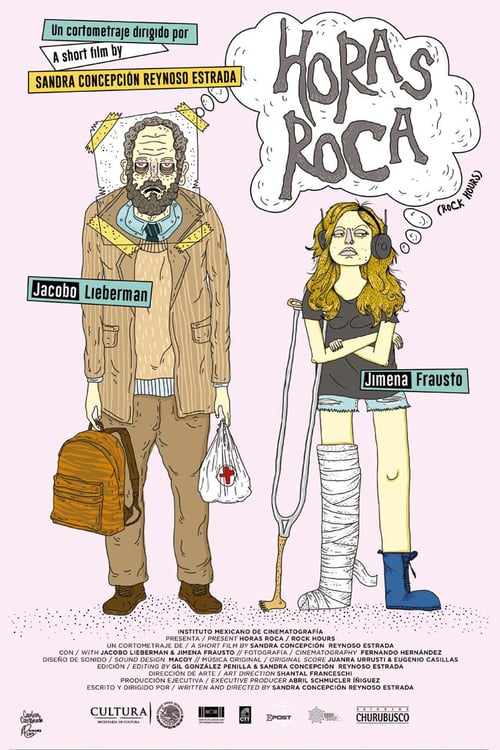 Un cortometraje dirigido por
A short film by
SANDRA CONCEPCIÓN REYNOSO ESTRADA
HORAS
ROCA
(ROCK HOURS)
Jacobo Lieberman
Jimena Frausto
INSTITUTO MEXICANO DE CINEMATOGRAFÍA
PRESENTA / PRESENT HORAS ROCA / ROCK HOURS
UN CORTOMETRAJE DE / A SHORT FILM BY SANDRA CONCEPCIÓN REYNOSO ESTRADA
CON / WITH JACOBO LIEBERMAN & JIMENA FRAUSTO // FOTOGRAFÍA / CINEMATOGRAPHY FERNANDO HERNÁNDEZ
DISEÑO DE SONIDO / SOUND DESIGN MACOY // MÚSICA ORIGINAL / ORIGINAL SCORE JUANRA URRUSTI & EUGENIO CASILLAS
EDICIÓN / EDITING BY GIL GONZÁLEZ PENILLA & SANDRA CONCEPCIÓN REYNOSO ESTRADA
DIRECCIÓN DE ARTE / ART DIRECTION SHANTAL FRANCESCHI
PRODUCCIÓN EJECUTIVA / EXECUTIVE PRODUCER ABRIL SCHMUCLER ÍÑIGUEZ
ESCRITO Y DIRIGIDO POR / WRITTEN AND DIRECTED BY SANDRA CONCEPCIÓN REYNOSO ESTRADA
CULTURA
CTT
ESTUDIOS
CHURUBUSCO